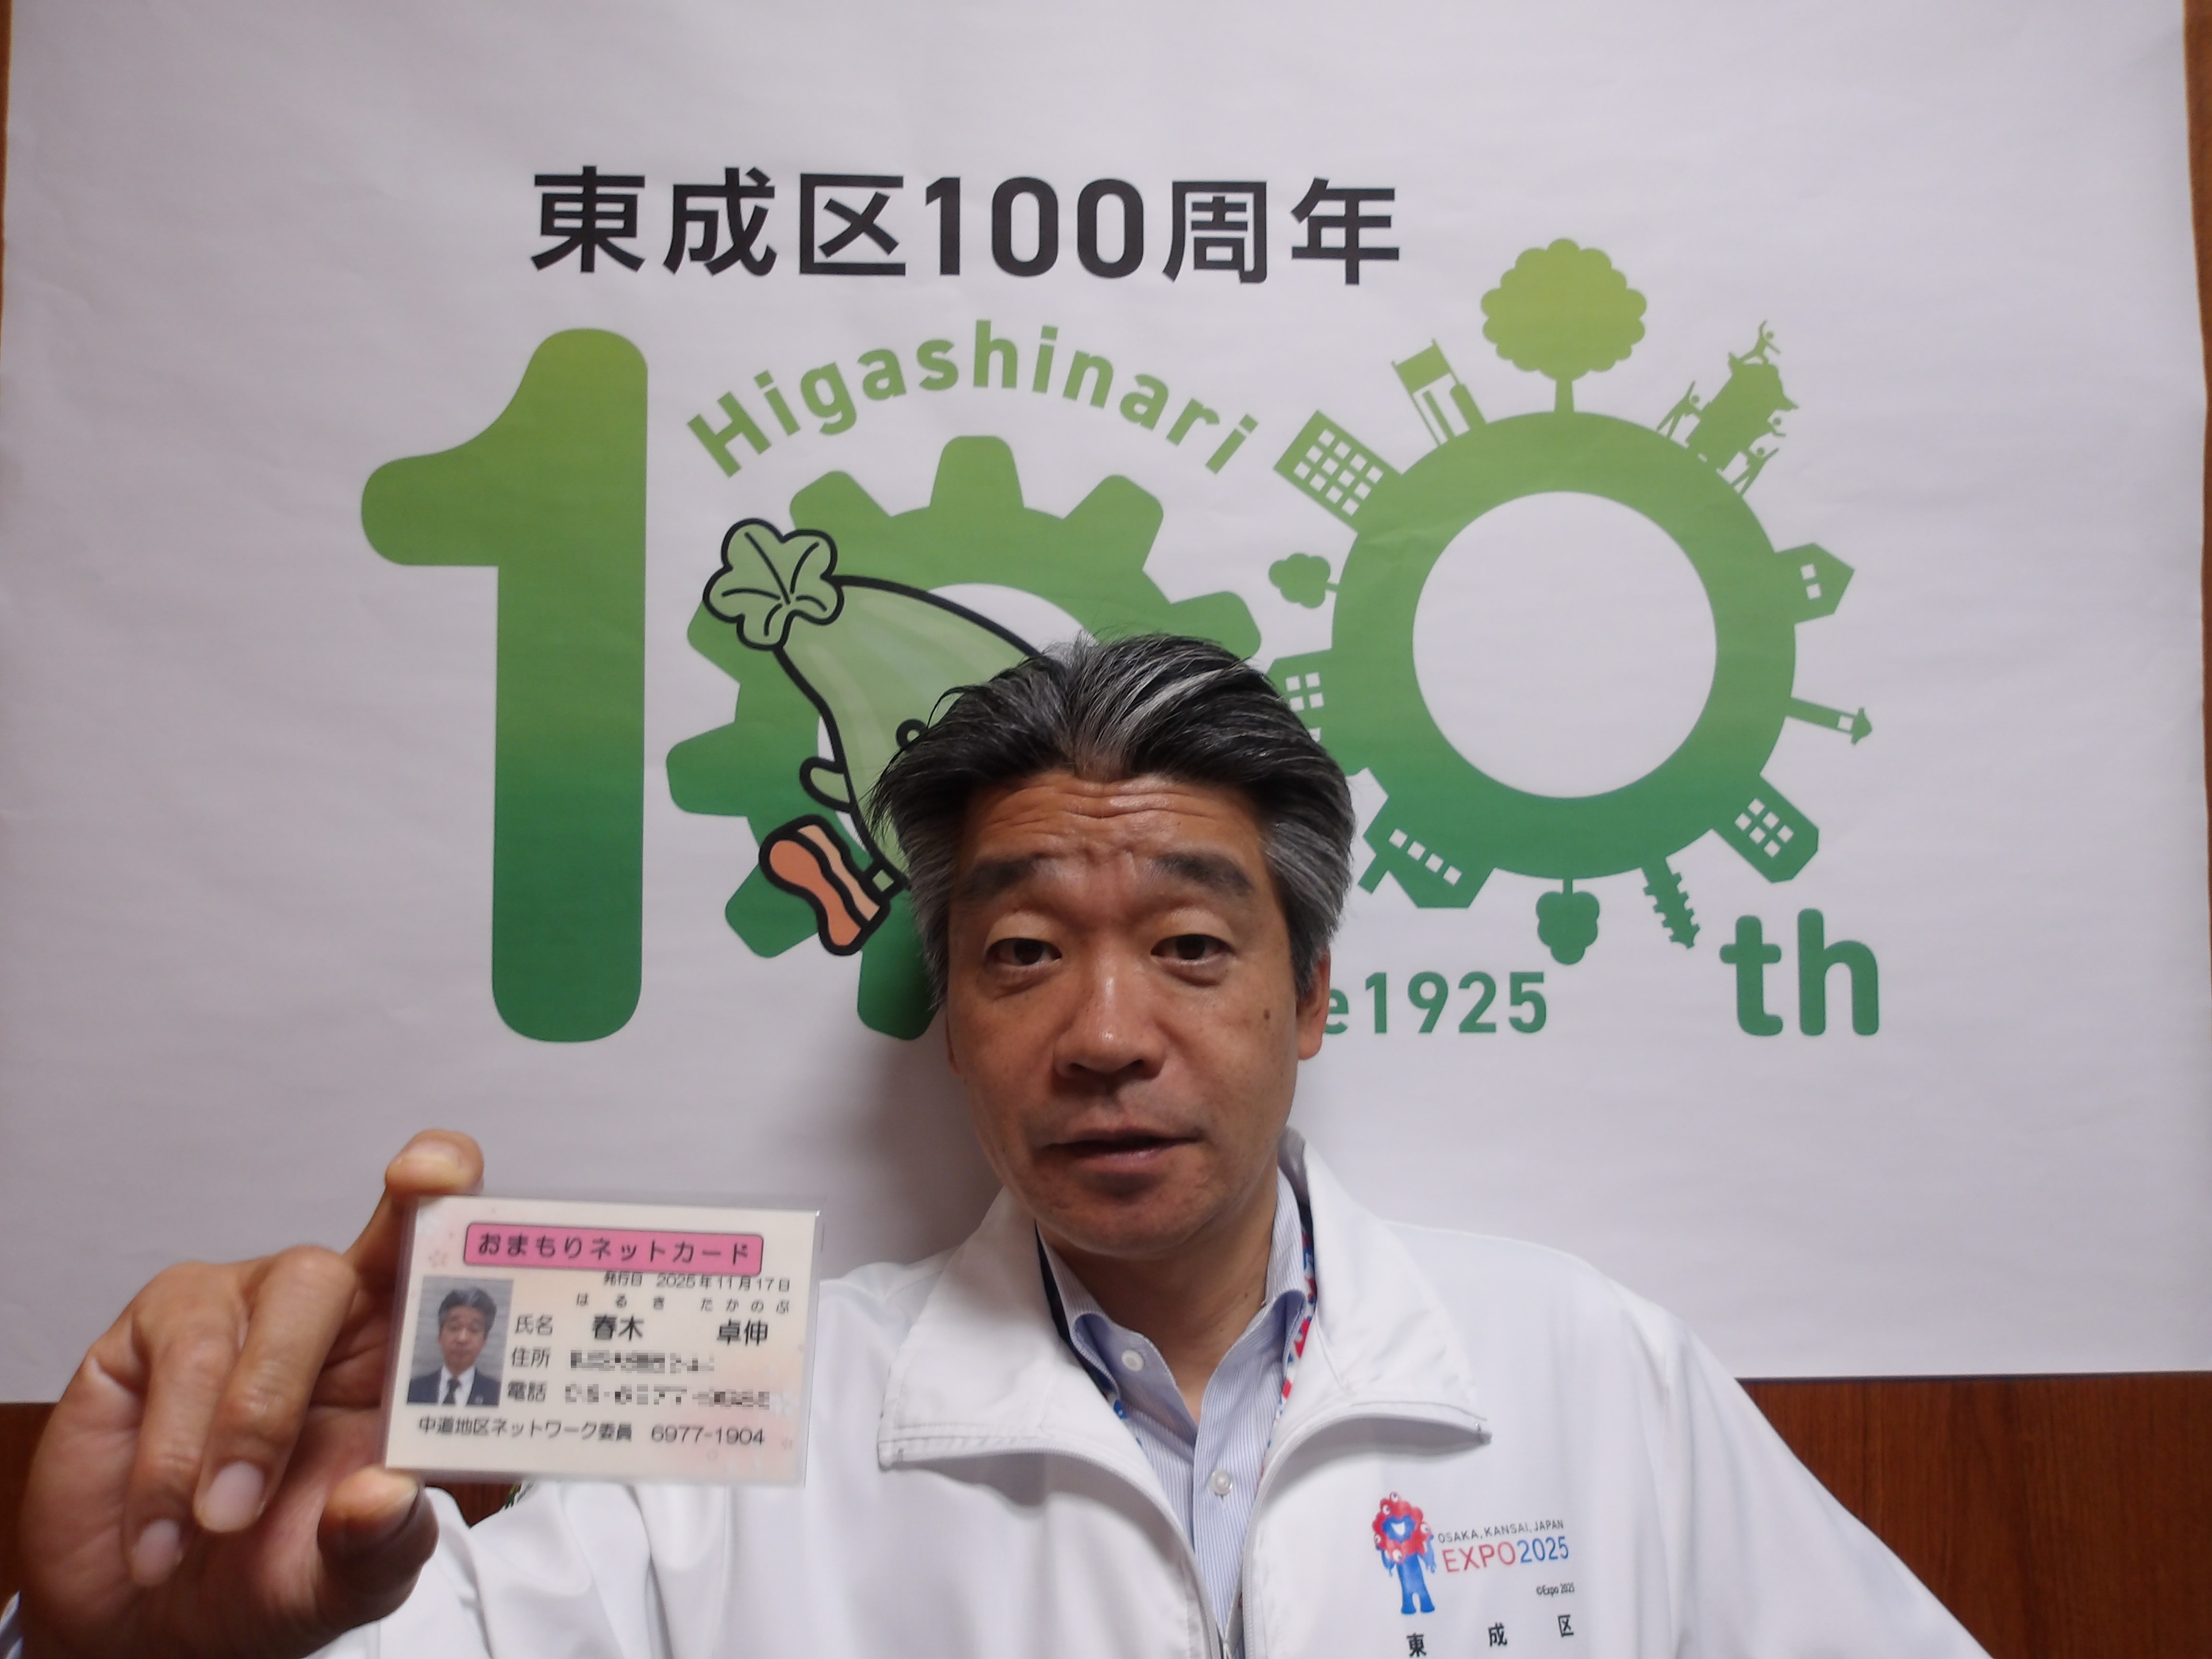 東成区100周年
Higashinari
e1925
th
おまもりネットカード
発行日 2025年11月17日
はるき たかのぶ
氏名 春木 卓伸
住所
電話
中道地区ネットワーク委員 6977-1904
OSAKA, KANSAI, JAPAN
EXPO2025
©Expo 2025
東成区